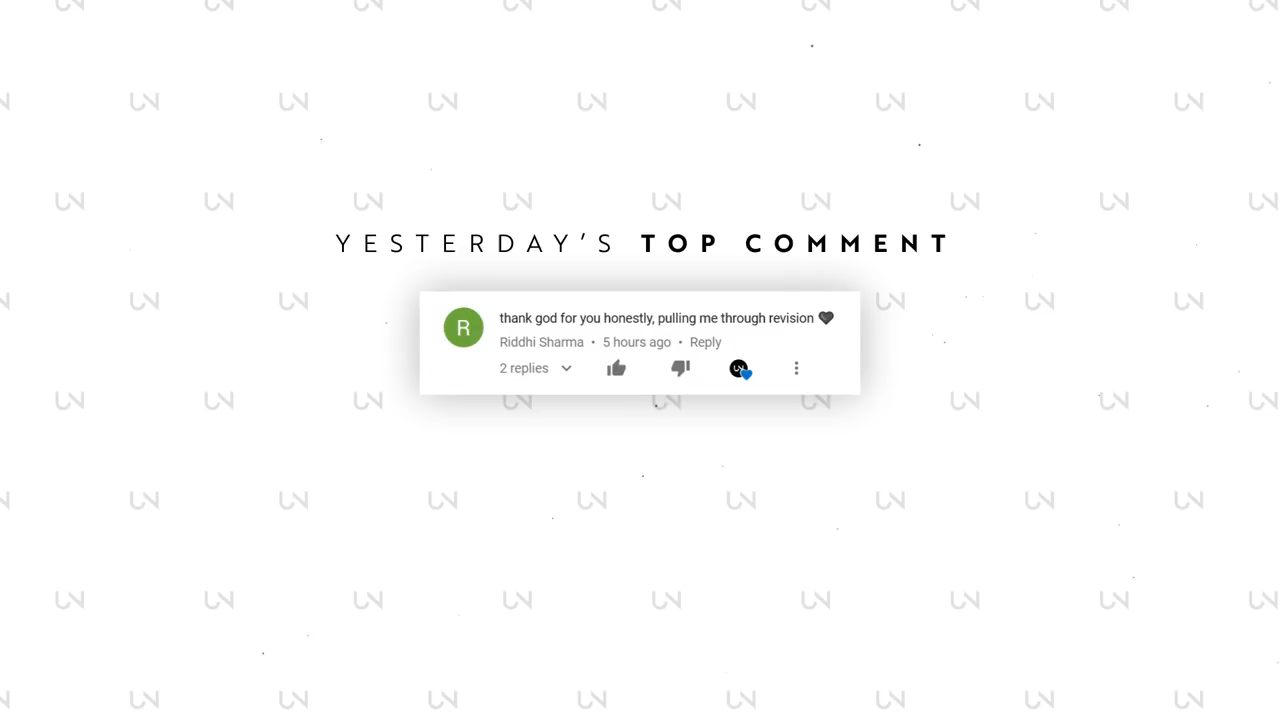 YESTERDAY'S TOP COMMENT
R
thank god for you honestly, pulling me through revision 🖤
Riddhi Sharma • 5 hours ago • Reply
2 replies